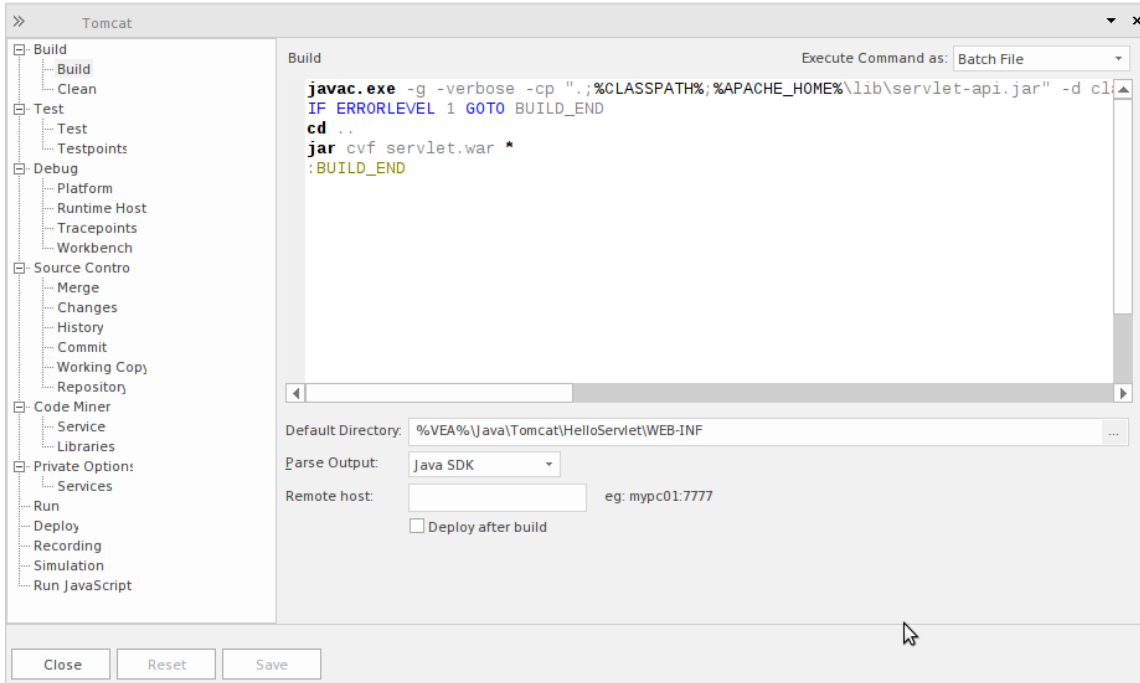 Tomcat
Build
Build
Clean
Test
Test
Testpoints
Debug
Platform
Runtime Host
Tracepoints
Workbench
Source Contro
Merge
Changes
History
Commit
Working Copy
Repository
Code Miner
Service
Libraries
Private Options
Services
Run
Deploy
Recording
Simulation
Run JavaScript
Build
Execute Command as: Batch File
javac.exe -g -verbose -cp ".;%CLASSPATH%;%APACHE_HOME%\lib\servlet-api.jar" -d cla
IF ERRORLEVEL 1 GOTO BUILD_END
cd ..
jar cvf servlet.war *
:BUILD_END
Default Directory: %VEA%\Java\Tomcat\HelloServlet\WEB-INF ...
Parse Output: Java SDK
Remote host: eg: mypc01:7777
Deploy after build
Close Reset Save